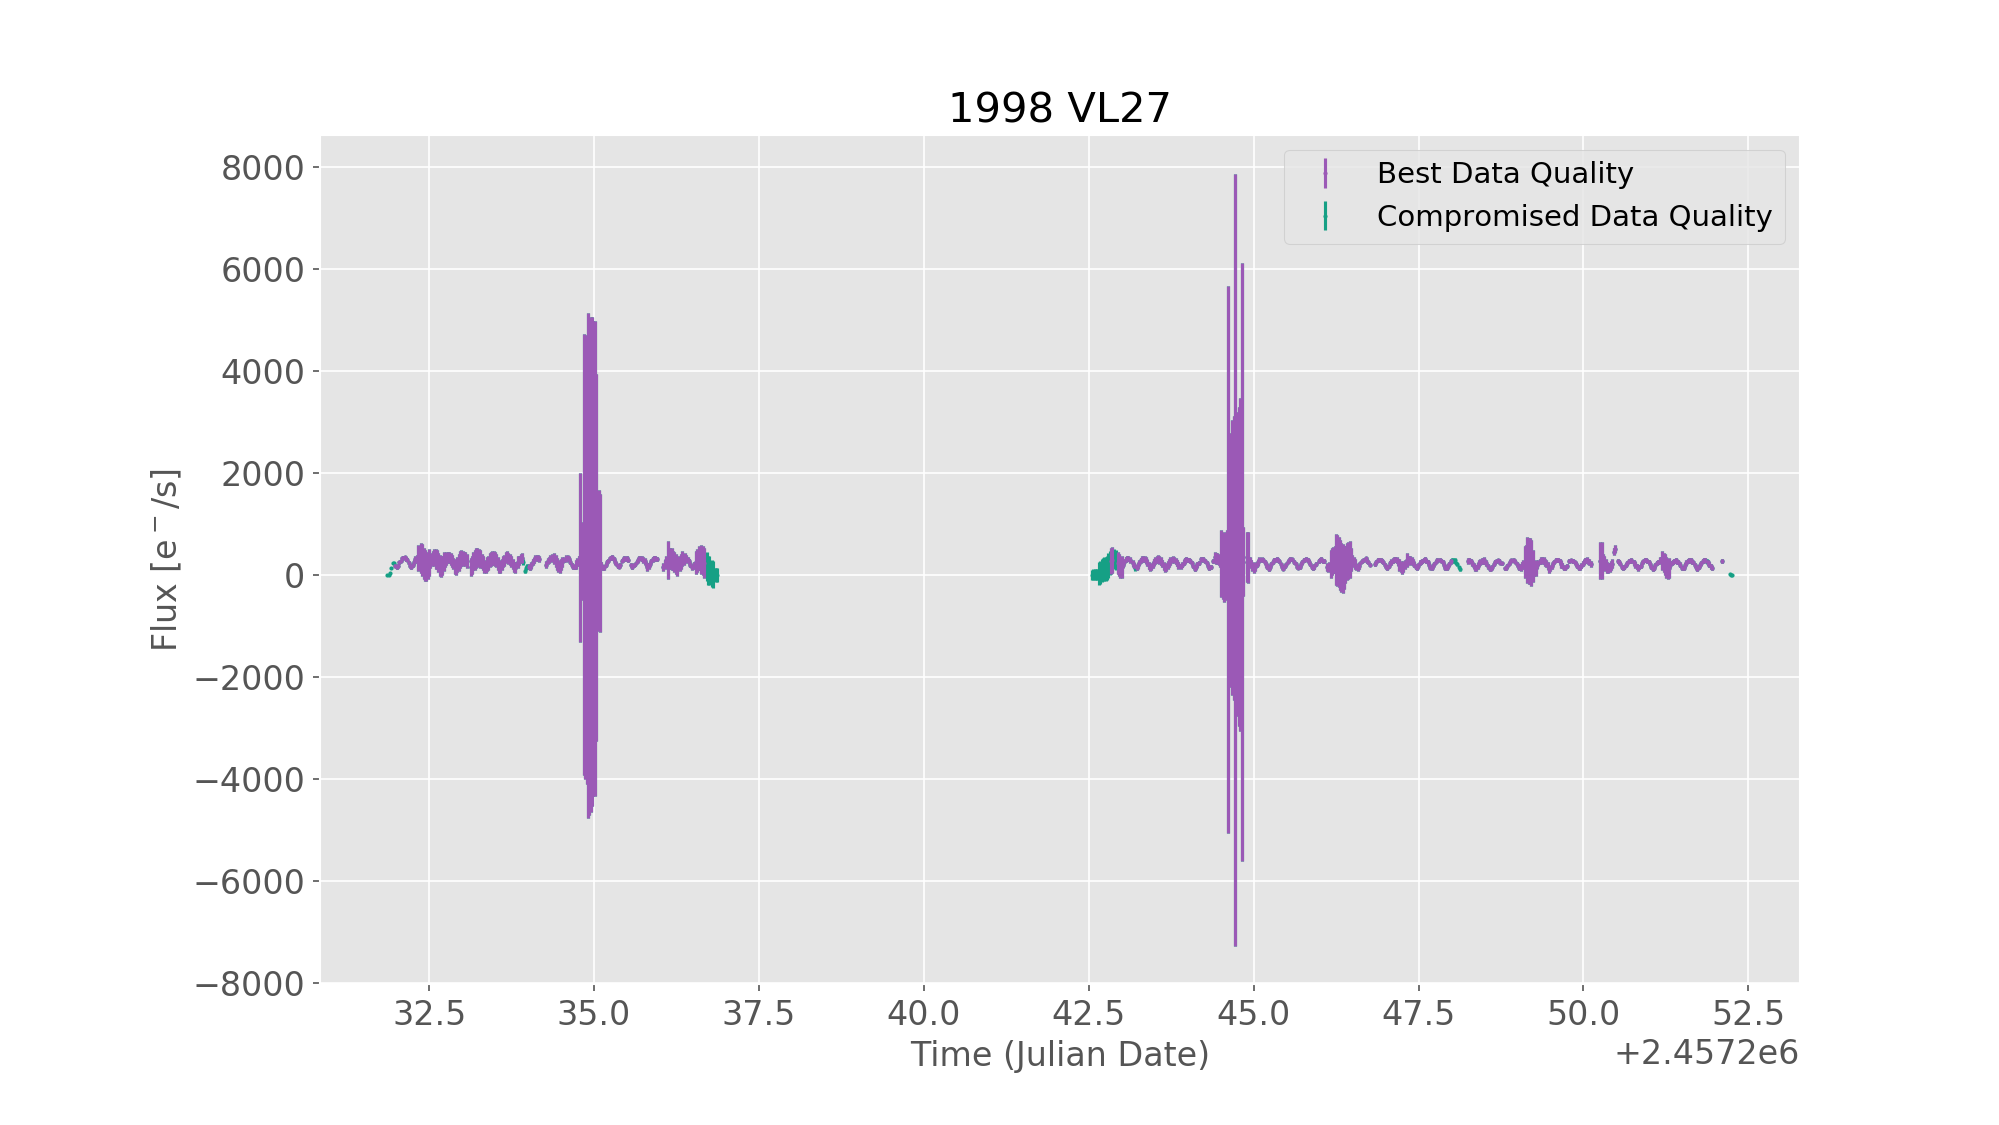 1998 VL27
Best Data Quality
Compromised Data Quality
8000
6000
4000
2000
0
−2000
−4000
−6000
−8000
Flux [e⁻/s]
32.5 35.0 37.5 40.0 42.5 45.0 47.5 50.0 52.5
Time (Julian Date)
+2.4572e6